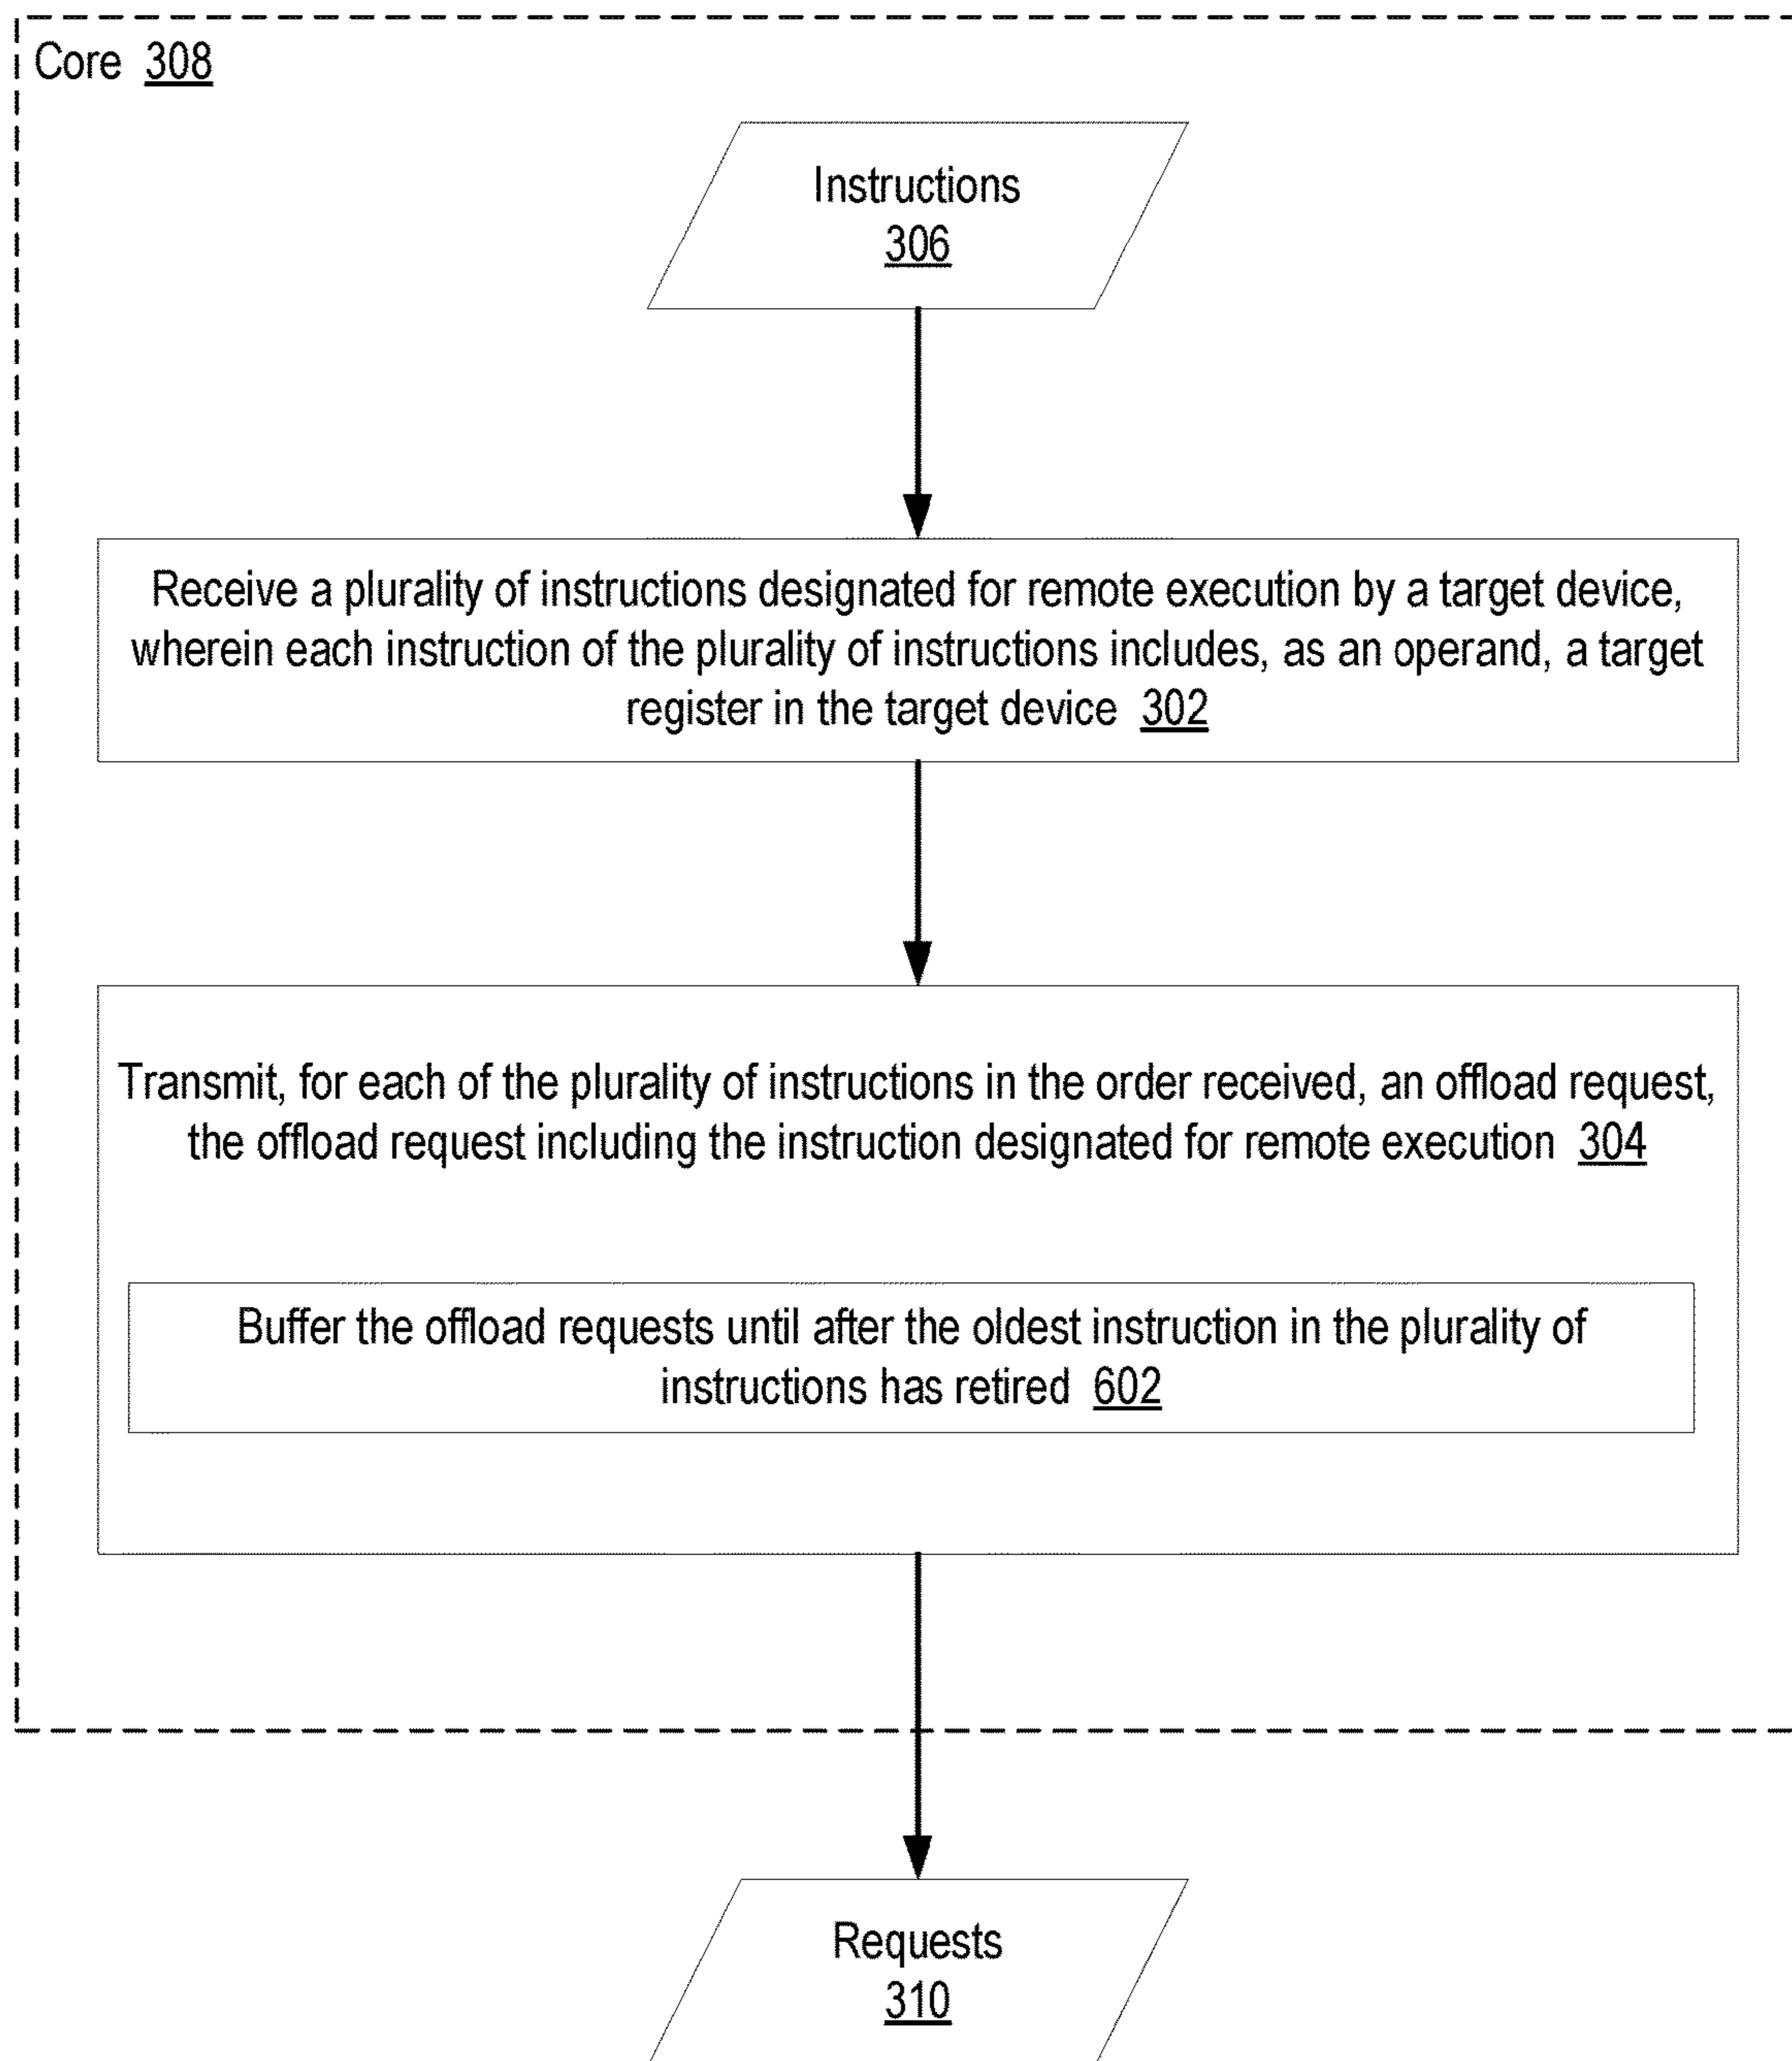 Core 308
Instructions
306
Receive a plurality of instructions designated for remote execution by a target device,
wherein each instruction of the plurality of instructions includes, as an operand, a target
register in the target device 302
Transmit, for each of the plurality of instructions in the order received, an offload request,
the offload request including the instruction designated for remote execution 304
Buffer the offload requests until after the oldest instruction in the plurality of
instructions has retired 602
Requests
310